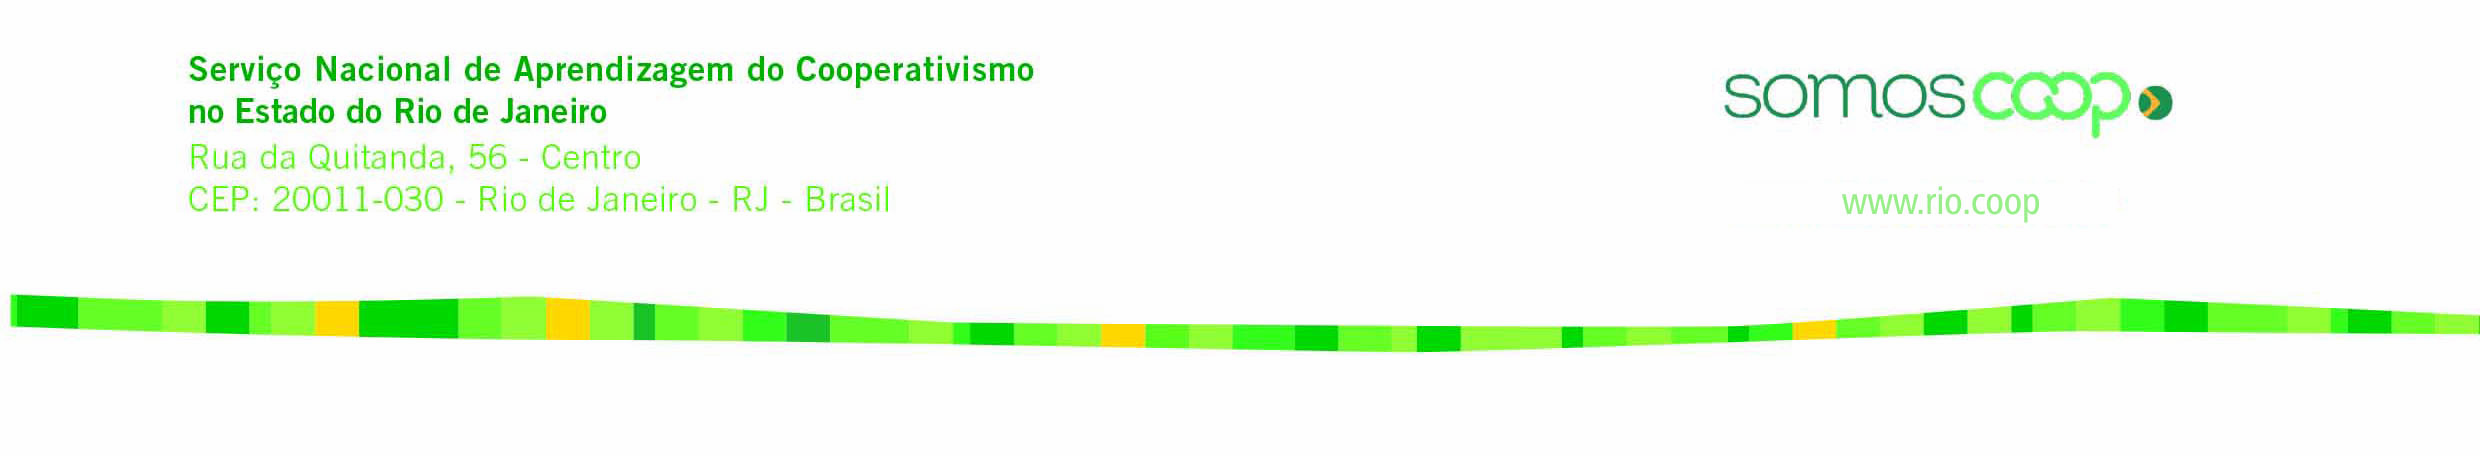 Serviço Nacional de Aprendizagem do Cooperativismo
no Estado do Rio de Janeiro
Rua da Quitanda, 56 - Centro
CEP: 20011-030 - Rio de Janeiro - RJ - Brasil
somoscoop
www.rio.coop